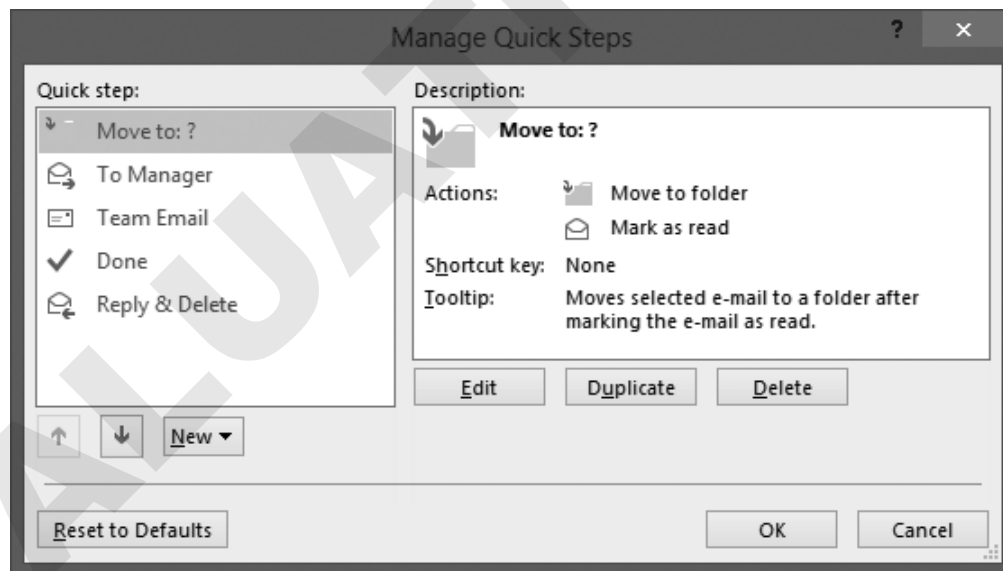 Manage Quick Steps
?
×
Quick step:
Move to: ?
To Manager
Team Email
Done
Reply & Delete
New
Description:
Move to: ?
Actions: Move to folder
Mark as read
Shortcut key: None
Tooltip: Moves selected e-mail to a folder after
marking the e-mail as read.
Edit Duplicate Delete
Reset to Defaults
OK Cancel
ALUAT